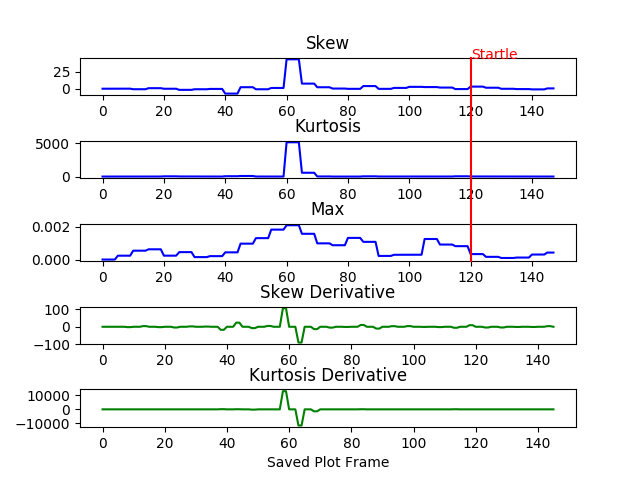 Skew
Startle
25
0
0 20 40 60 80 100 120 140
Kurtosis
5000
0
0 20 40 60 80 100 120 140
Max
0.002
0.000
0 20 40 60 80 100 120 140
Skew Derivative
100
0
−100
0 20 40 60 80 100 120 140
Kurtosis Derivative
10000
0
−10000
0 20 40 60 80 100 120 140
Saved Plot Frame